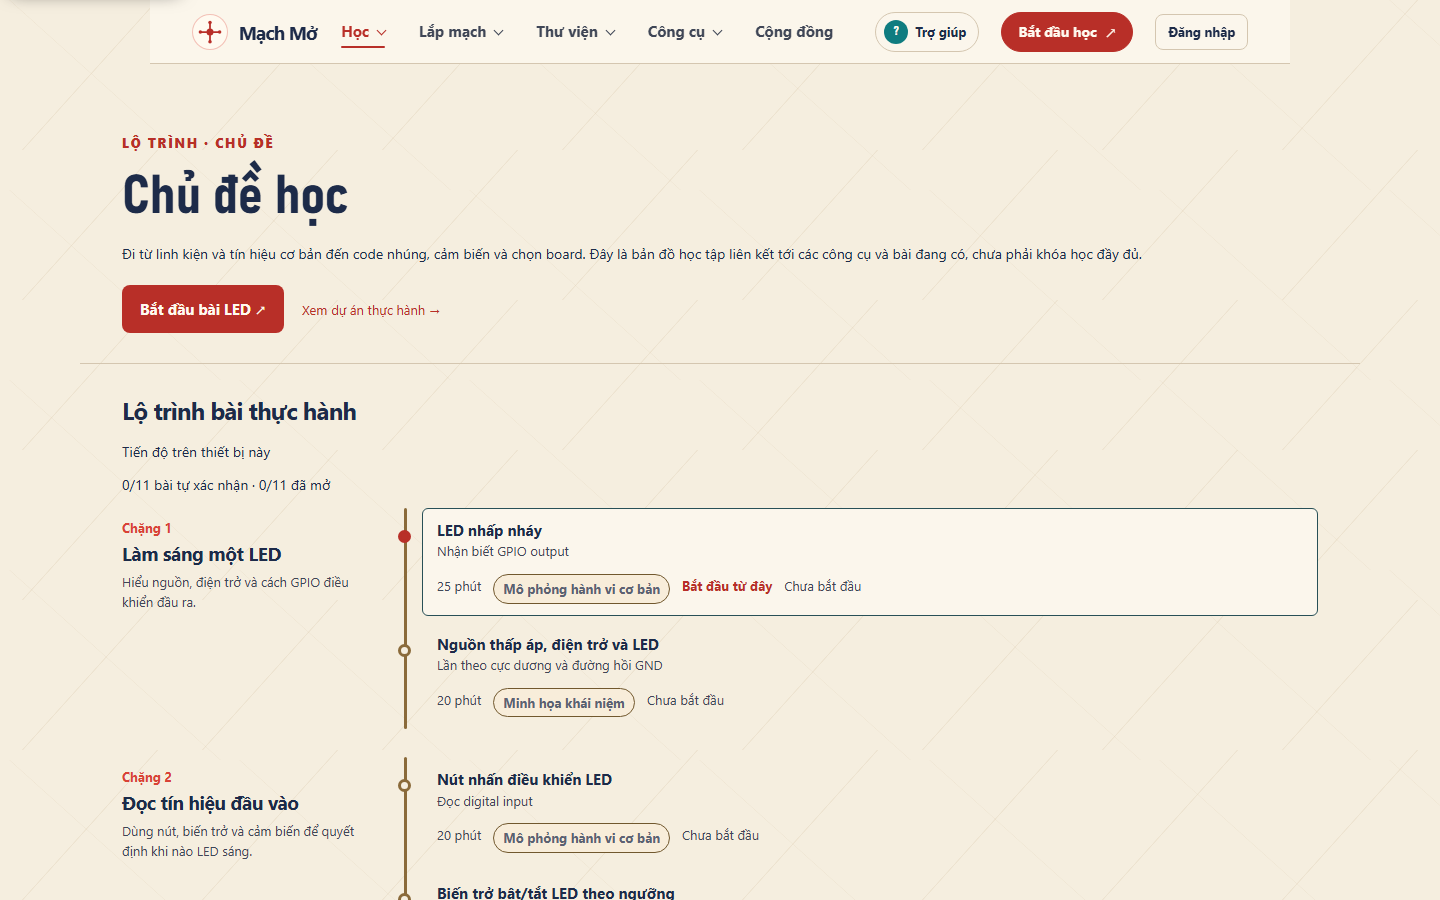 Mạch Mở
Học
Lắp mạch
Thư viện
Công cụ
Cộng đồng
? Trợ giúp
Bắt đầu học ↗
Đăng nhập
LỘ TRÌNH · CHỦ ĐỀ
Chủ đề học
Đi từ linh kiện và tín hiệu cơ bản đến code nhúng, cảm biến và chọn board. Đây là bản đồ học tập liên kết tới các công cụ và bài đang có, chưa phải khóa học đầy đủ.
Bắt đầu bài LED ↗
Xem dự án thực hành →
Lộ trình bài thực hành
Tiến độ trên thiết bị này
0/11 bài tự xác nhận · 0/11 đã mở
Chặng 1
Làm sáng một LED
Hiểu nguồn, điện trở và cách GPIO điều
khiển đầu ra.
LED nhấp nháy
Nhận biết GPIO output
25 phút Mô phỏng hành vi cơ bản Bắt đầu từ đây Chưa bắt đầu
Nguồn thấp áp, điện trở và LED
Lần theo cực dương và đường hồi GND
20 phút Minh họa khái niệm Chưa bắt đầu
Chặng 2
Đọc tín hiệu đầu vào
Dùng nút, biến trở và cảm biến để quyết
định khi nào LED sáng.
Nút nhấn điều khiển LED
Đọc digital input
20 phút Mô phỏng hành vi cơ bản Chưa bắt đầu
Biến trở bật/tắt LED theo ngưỡng